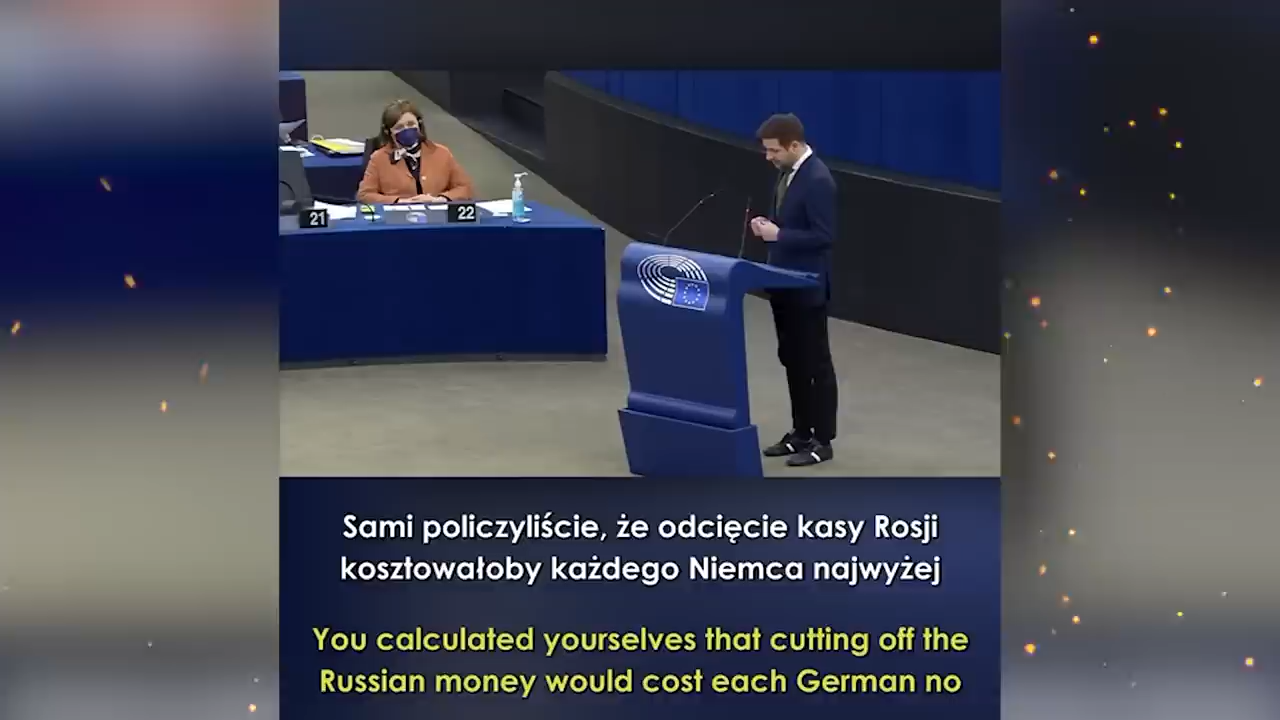 21
22
Sami policzyliście, że odcięcie kasy Rosji
kosztowałoby każdego Niemca najwyżej
You calculated yourselves that cutting off the
Russian money would cost each German no